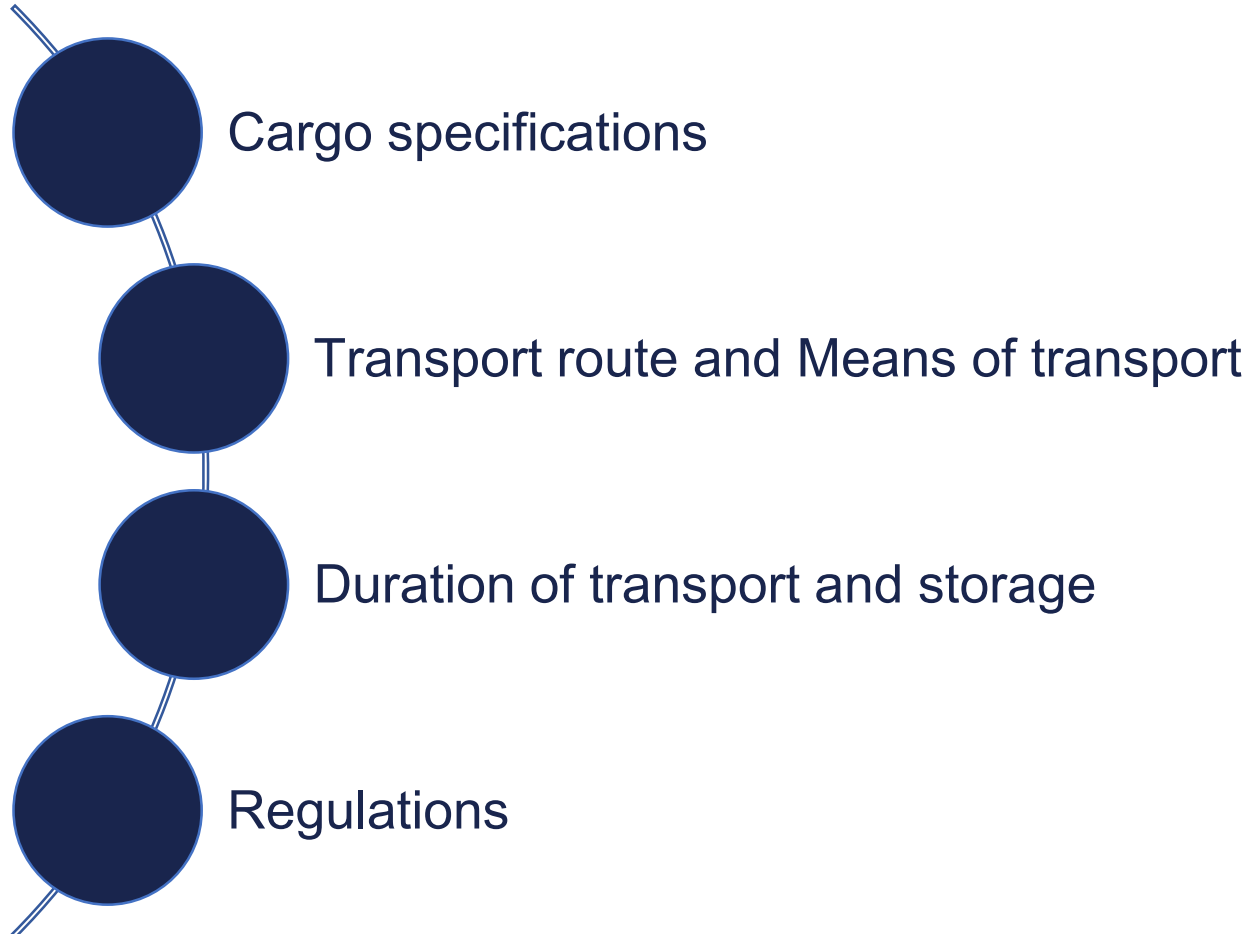 Cargo specifications
Transport route and Means of transport
Duration of transport and storage
Regulations